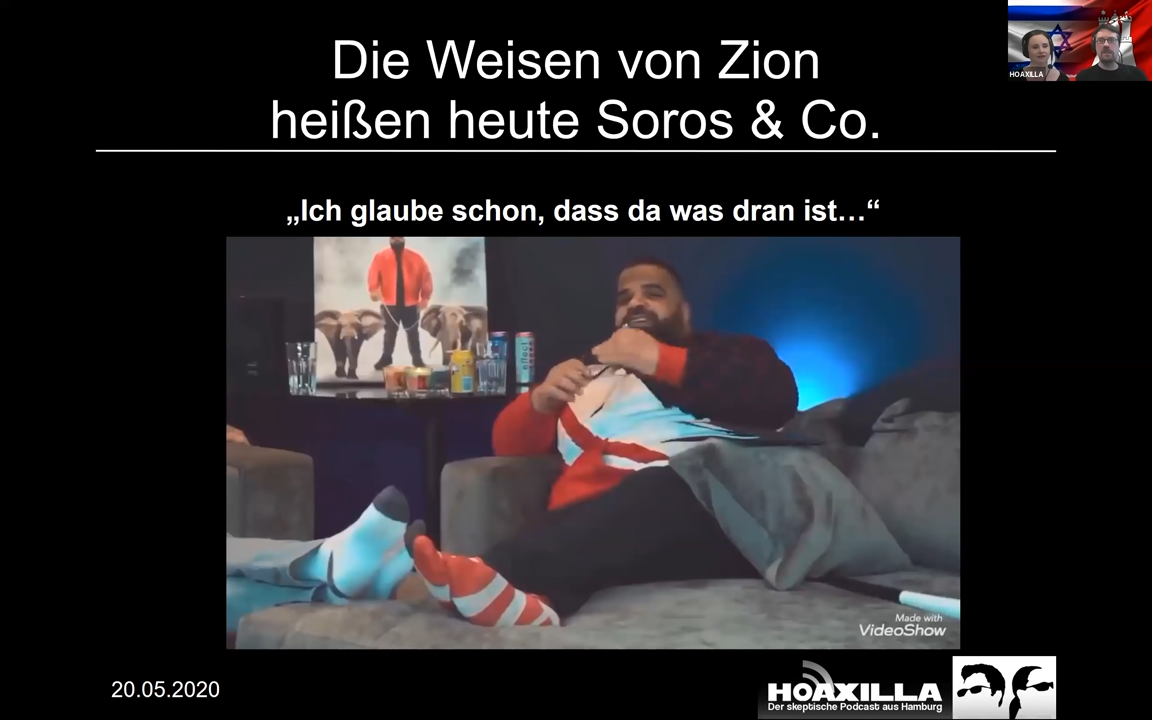 HOAXILLA
Die Weisen von Zion
heißen heute Soros & Co.
„Ich glaube schon, dass da was dran ist…“
effect
Made with
VideoShow
20.05.2020
HOAXILLA
Der skeptische Podcast aus Hamburg